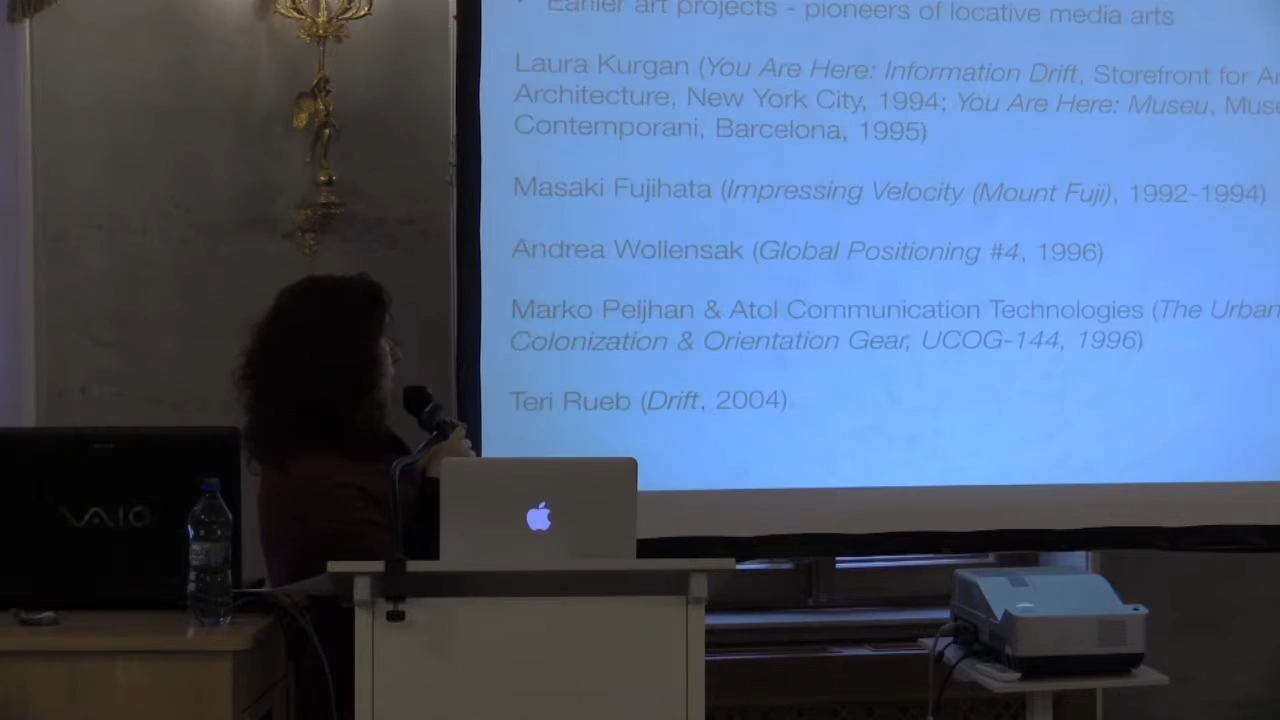 Earlier art projects - pioneers of locative media arts
Laura Kurgan (You Are Here: Information Drift, Storefront for
Architecture, New York City, 1994; You Are Here: Museu,
Contemporani, Barcelona, 1995)
Masaki Fujihata (Impressing Velocity (Mount Fuji), 1992-1994)
Andrea Wollensak (Global Positioning #4, 1996)
Marko Peljhan & Atol Communication Technologies (The Urban
Colonization & Orientation Gear, UCOG-144, 1996)
Teri Rueb (Drift, 2004)
VAIO